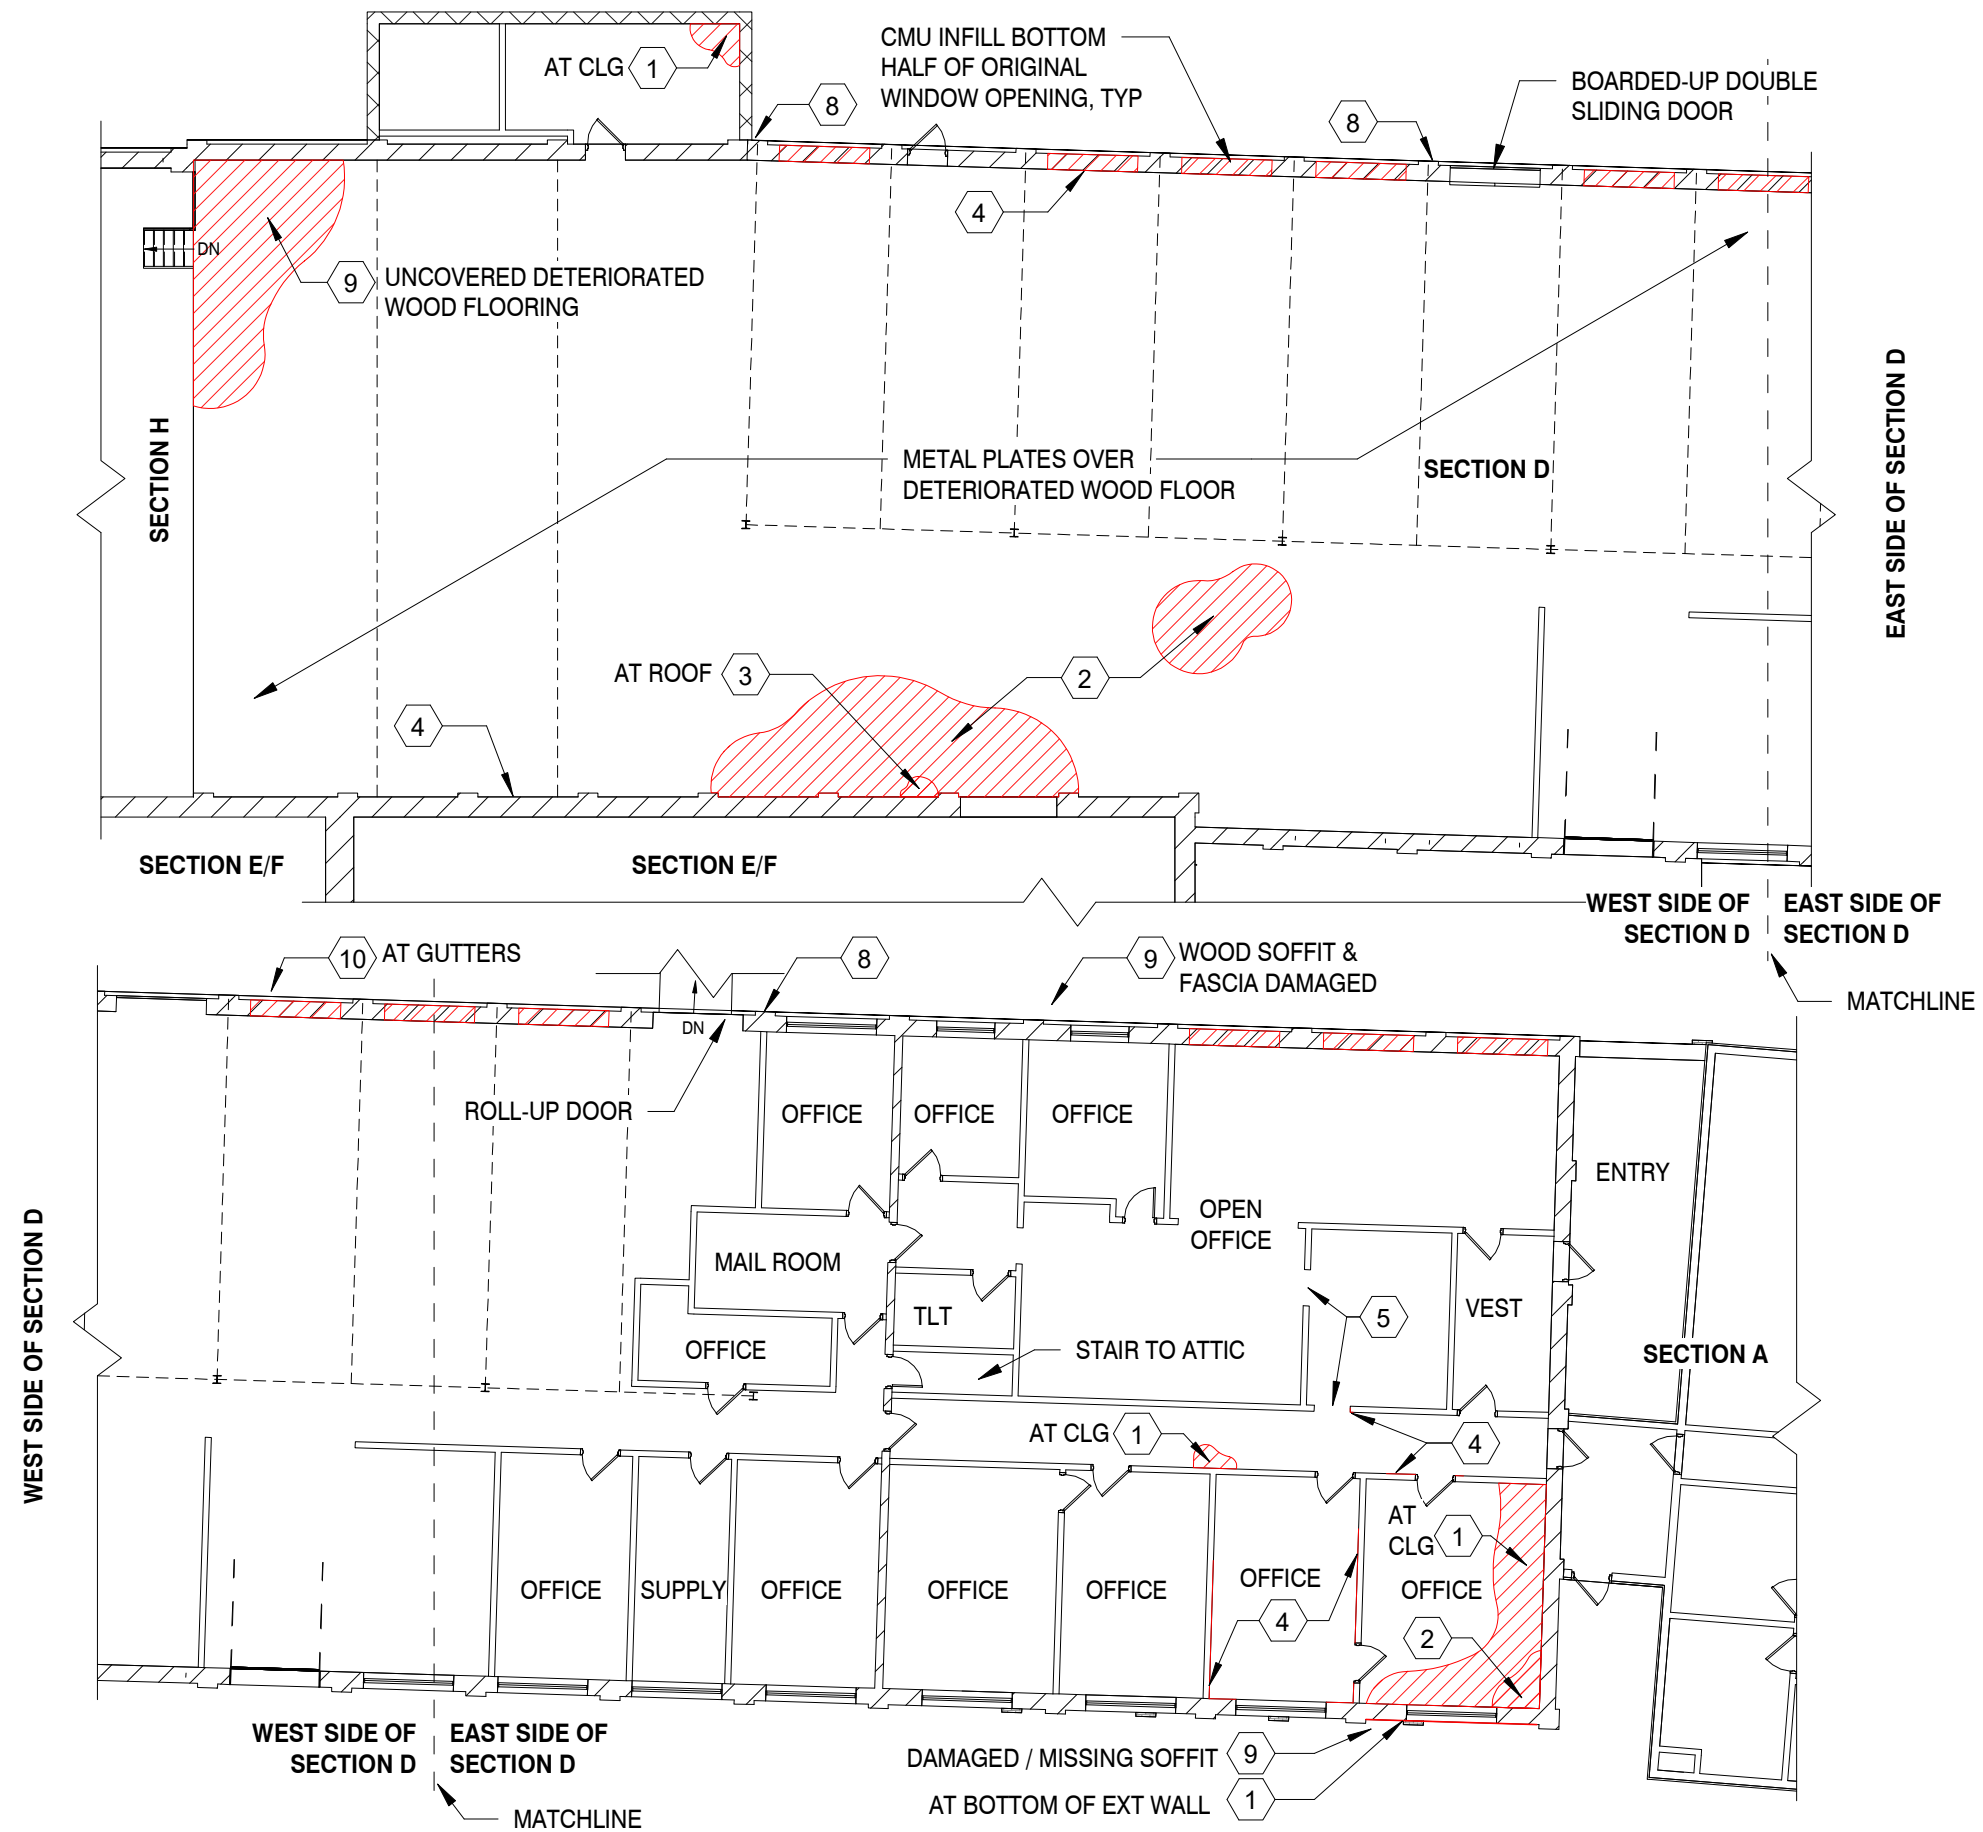 CMU INFILL BOTTOM
HALF OF ORIGINAL
WINDOW OPENING, TYP
AT CLG 1
8
8
BOARDED-UP DOUBLE
SLIDING DOOR
4
DN
9 UNCOVERED DETERIORATED
WOOD FLOORING
SECTION H
METAL PLATES OVER
DETERIORATED WOOD FLOOR
SECTION D
EAST SIDE OF SECTION D
AT ROOF 3
2
4
SECTION E/F
SECTION E/F
WEST SIDE OF
SECTION D
EAST SIDE OF
SECTION D
MATCHLINE
10 AT GUTTERS
8
9 WOOD SOFFIT &
FASCIA DAMAGED
DN
ROLL-UP DOOR
OFFICE
OFFICE
OFFICE
ENTRY
OPEN
OFFICE
MAIL ROOM
WEST SIDE OF SECTION D
TLT
5
VEST
OFFICE
STAIR TO ATTIC
SECTION A
AT CLG 1
4
AT
CLG 1
OFFICE
SUPPLY
OFFICE
OFFICE
OFFICE
OFFICE
OFFICE
4
2
WEST SIDE OF
SECTION D
EAST SIDE OF
SECTION D
DAMAGED / MISSING SOFFIT 9
AT BOTTOM OF EXT WALL 1
MATCHLINE